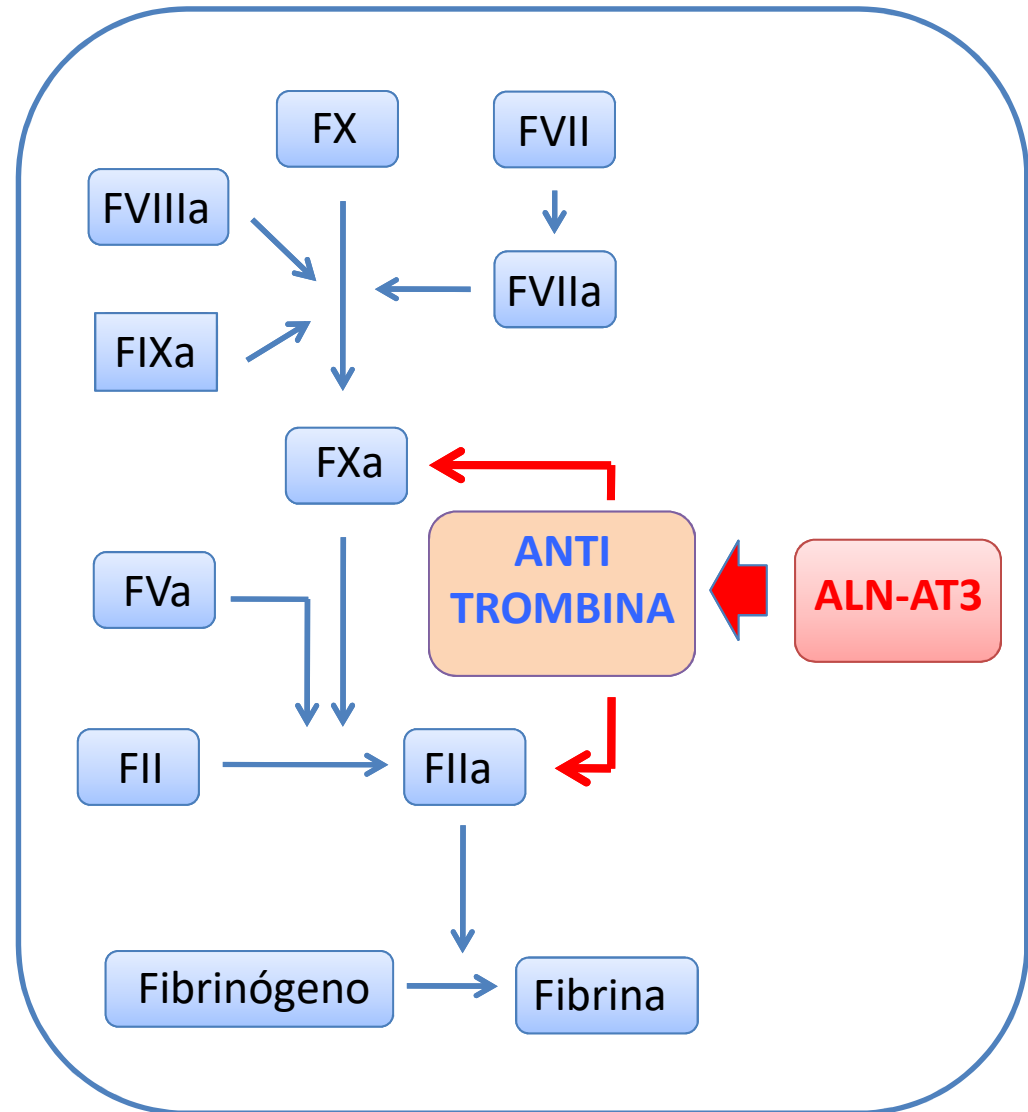 FX
FVII
FVIIIa
FVIIa
FIXa
FXa
ANTI
TROMBINA
ALN-AT3
FVa
FII
FIIa
Fibrinógeno
Fibrina